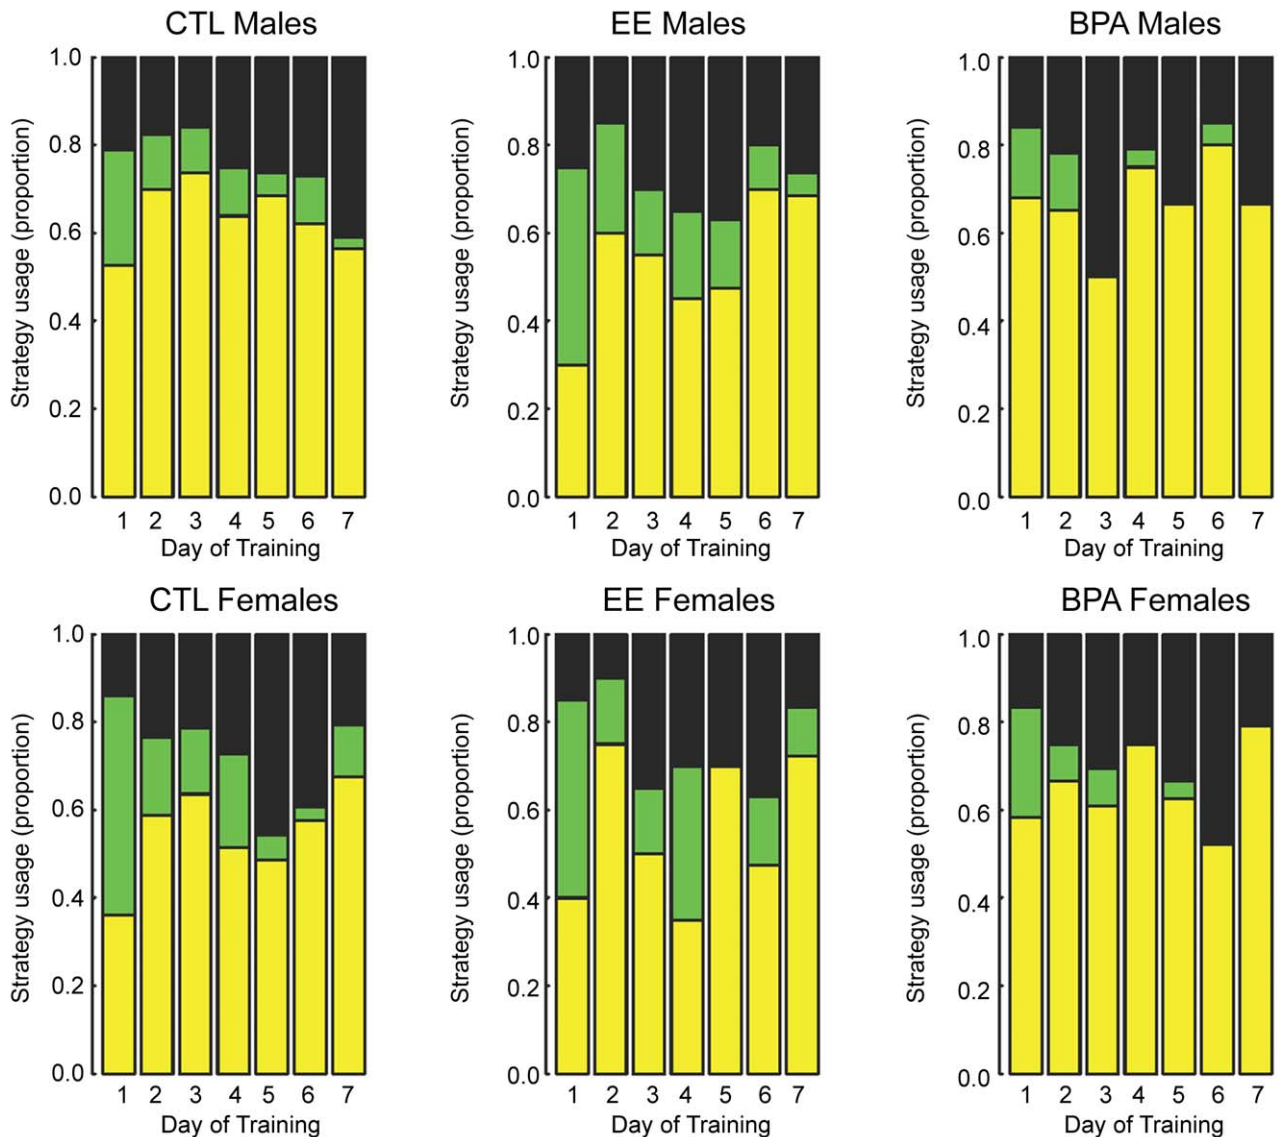 CTL Males
EE Males
BPA Males
Strategy usage (proportion)
1.0
0.8
0.6
0.4
0.2
0.0
1 2 3 4 5 6 7
Day of Training
Strategy usage (proportion)
1.0
0.8
0.6
0.4
0.2
0.0
1 2 3 4 5 6 7
Day of Training
Strategy usage (proportion)
1.0
0.8
0.6
0.4
0.2
0.0
1 2 3 4 5 6 7
Day of Training
CTL Females
EE Females
BPA Females
Strategy usage (proportion)
1.0
0.8
0.6
0.4
0.2
0.0
1 2 3 4 5 6 7
Day of Training
Strategy usage (proportion)
1.0
0.8
0.6
0.4
0.2
0.0
1 2 3 4 5 6 7
Day of Training
Strategy usage (proportion)
1.0
0.8
0.6
0.4
0.2
0.0
1 2 3 4 5 6 7
Day of Training